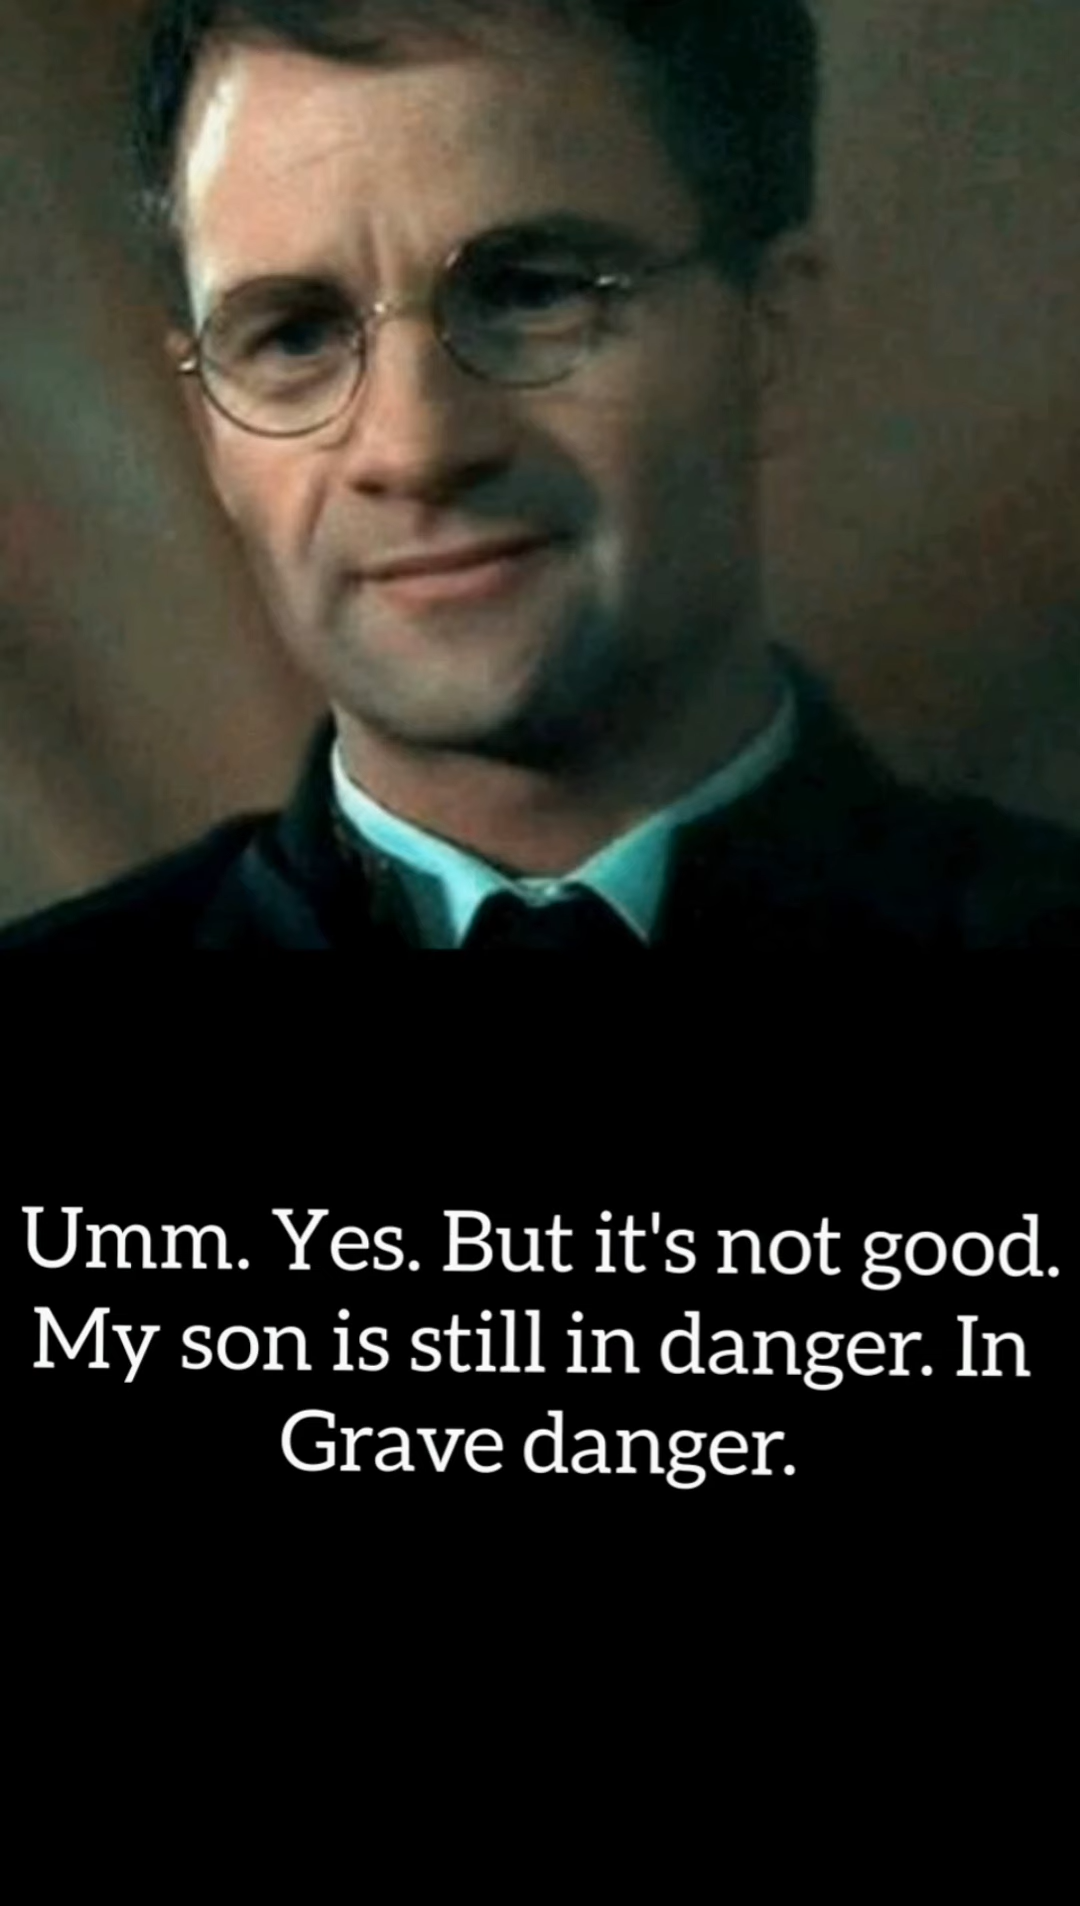 Umm. Yes. But it's not good.
My son is still in danger. In
Grave danger.